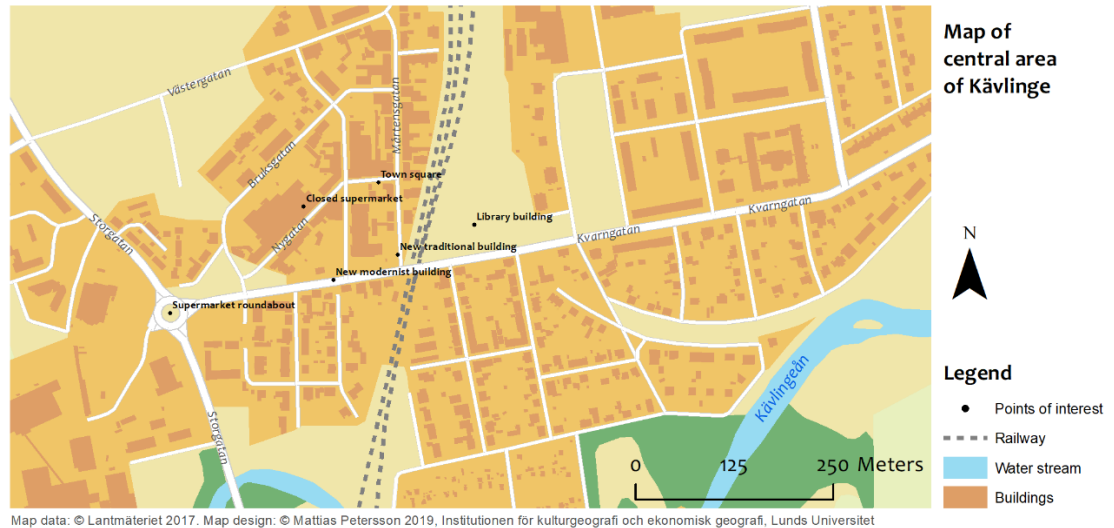 Map of
central area
of Kävlinge
Västergatan
Mårtensgatan
Bruksgatan
Town square
Closed supermarket
Library building
Kvarngatan
Kvarngatan
Storgatan
Nygatan
New traditional building
New modernist building
Supermarket roundabout
N
Kävlingeån
Storgatan
0 125 250 Meters
Legend
Points of interest
Railway
Water stream
Buildings
Map data: © Lantmäteriet 2017. Map design: © Mattias Petersson 2019, Institutionen för kulturgeografi och ekonomisk geografi, Lunds Universitet